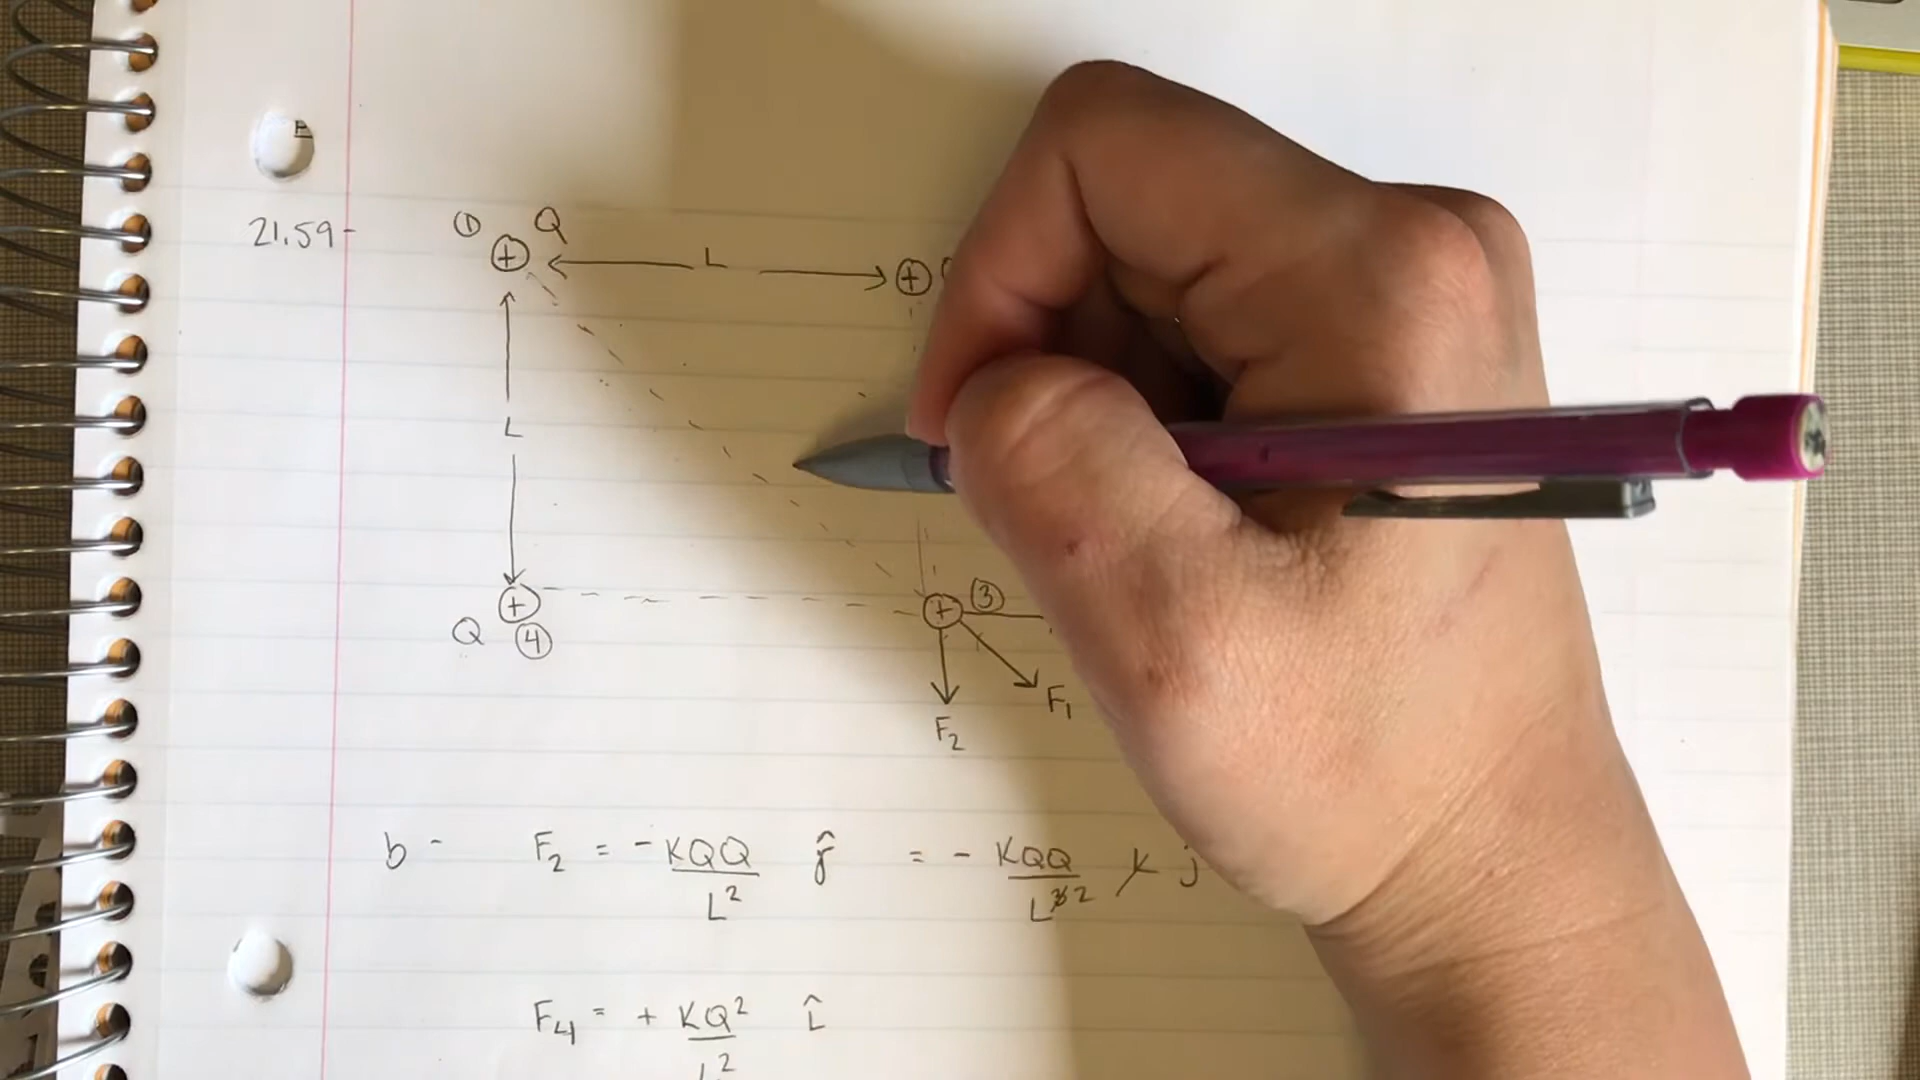 21.59-
① Q
L
L
Q ④
③
F₁
F₂
b - F₂ = -KQQ/L² ĵ = - KQQ/L² j
F₄ = + KQ²/L² î